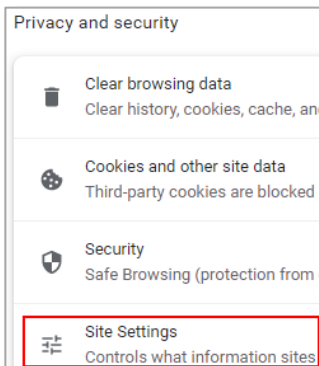 Privacy and security
Clear browsing data
Clear history, cookies, cache, and
Cookies and other site data
Third-party cookies are blocked
Security
Safe Browsing (protection from
Site Settings
Controls what information sites